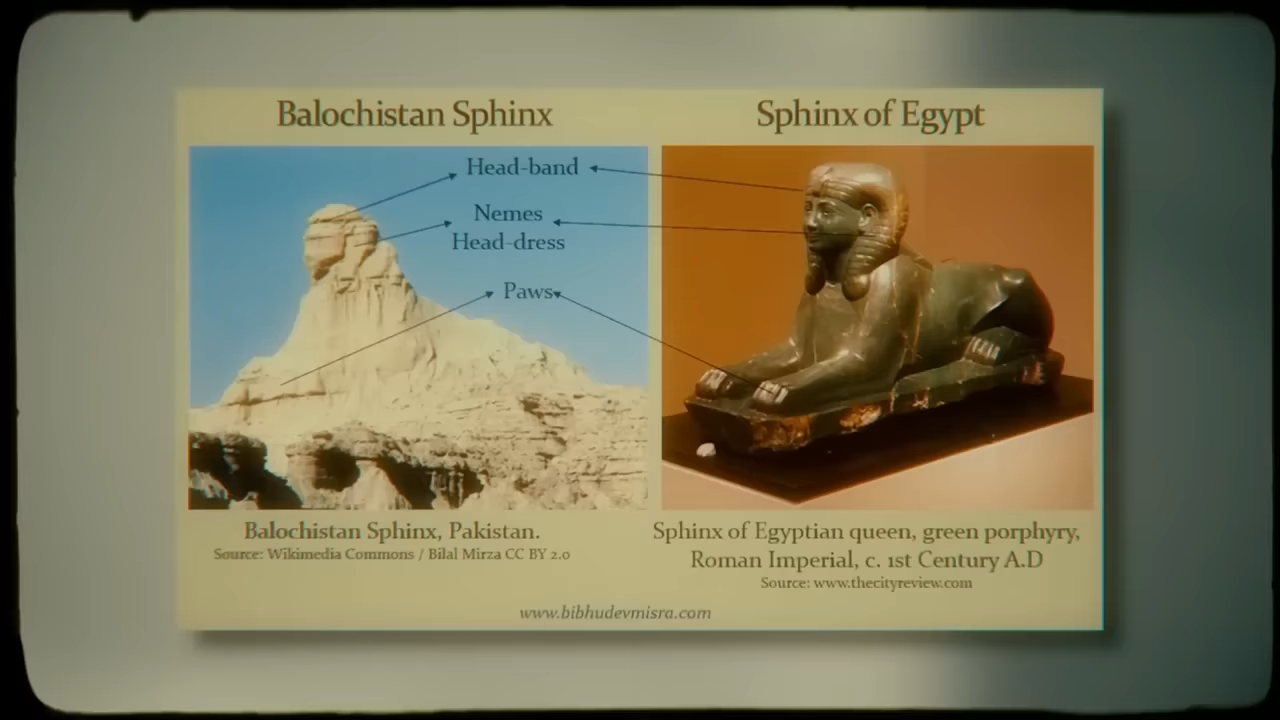 Balochistan Sphinx
Sphinx of Egypt
Head-band
Nemes
Head-dress
Paws
Balochistan Sphinx, Pakistan.
Source: Wikimedia Commons / Bilal Mirza CC BY 2.0
Sphinx of Egyptian queen, green porphyry,
Roman Imperial, c. 1st Century A.D
Source: www.thecityreview.com
www.bibhudevmisra.com